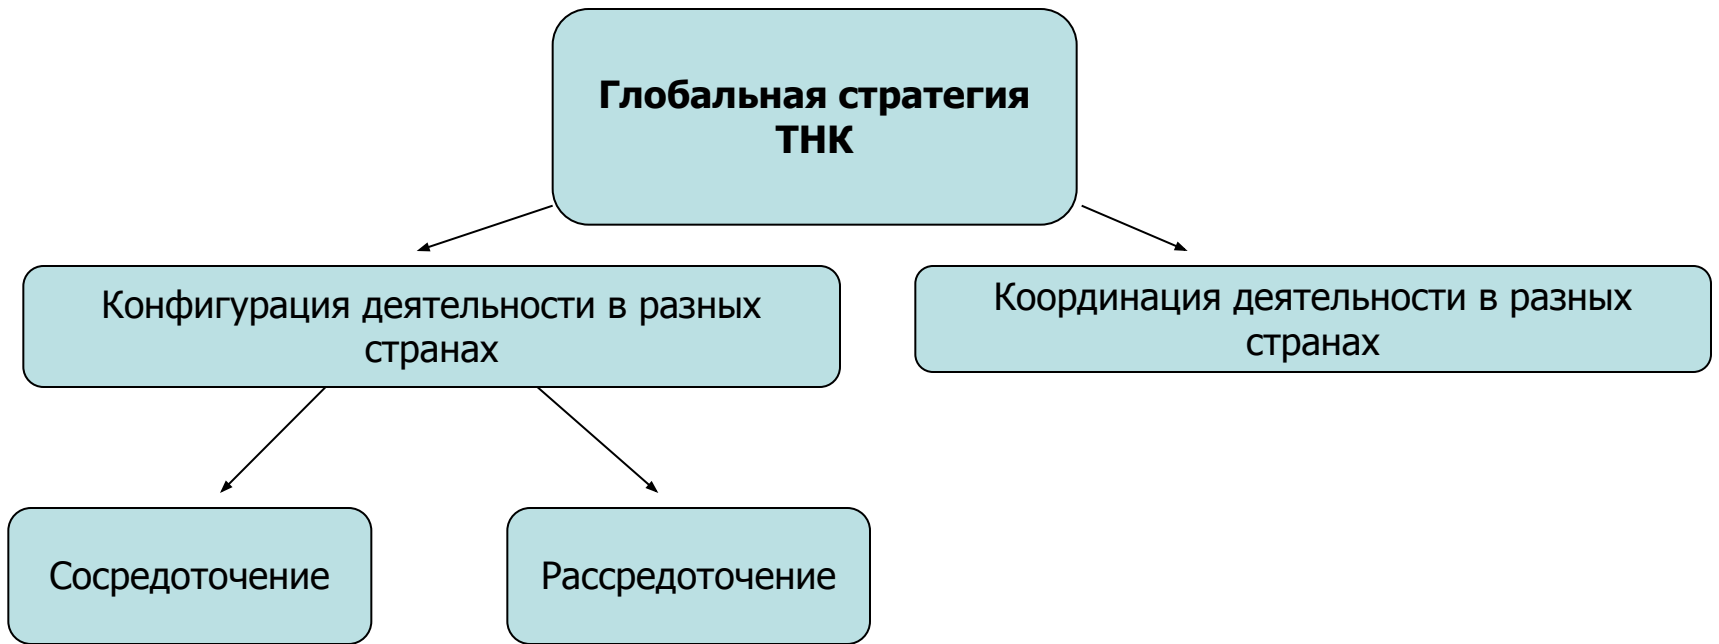 Глобальная стратегия
ТНК
Конфигурация деятельности в разных
странах
Координация деятельности в разных
странах
Сосредоточение
Рассредоточение